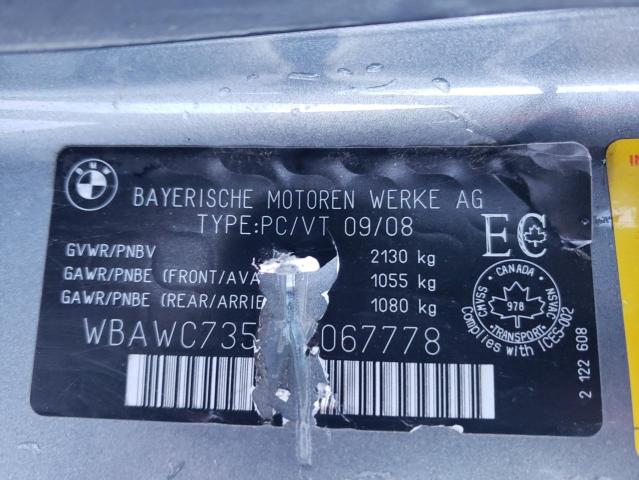 BMW
BAYERISCHE MOTOREN WERKE AG
TYPE:PC/VT 09/08
GVWR/PNBV 2130 kg
GAWR/PNBE (FRONT/AVA 1055 kg
GAWR/PNBE (REAR/ARRIE 1080 kg
WBAWC735 067778
EC
CANADA
CMVSS NSVAC
978
TRANSPORT
Complies with ICES-002
2 122 608